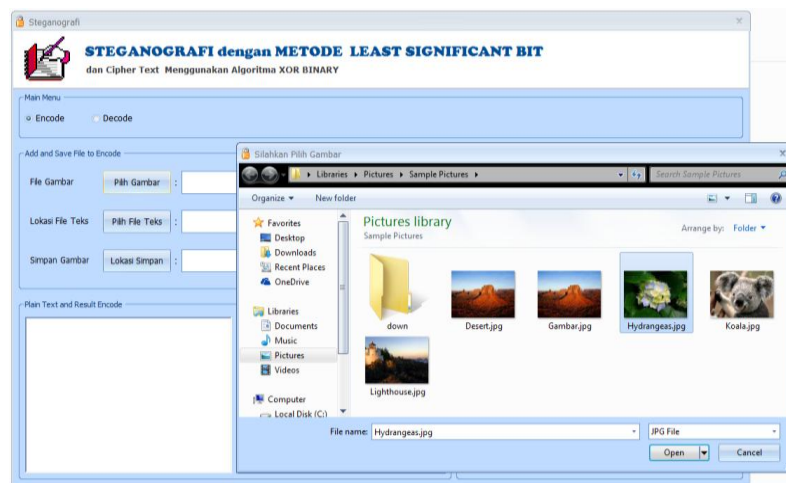 Steganografi
STEGANOGRAFI dengan METODE LEAST SIGNIFICANT BIT
dan Cipher Text Menggunakan Algoritma XOR BINARY
Main Menu
Encode Decode
Add and Save File to Encode
File Gambar Pilih Gambar :
Lokasi File Teks Pilih File Teks :
Simpan Gambar Lokasi Simpan :
Plain Text and Result Encode
Silahkan Pilih Gambar
Libraries Pictures Sample Pictures
Search Sample Pictures
Organize New folder
Favorites
Desktop
Downloads
Recent Places
OneDrive
Libraries
Documents
Music
Pictures
Videos
Computer
Local Disk (C:)
Pictures library
Sample Pictures
Arrange by: Folder
down Desert.jpg Gambar.jpg Hydrangeas.jpg Koala.jpg
Lighthouse.jpg
File name: Hydrangeas.jpg JPG File
Open Cancel